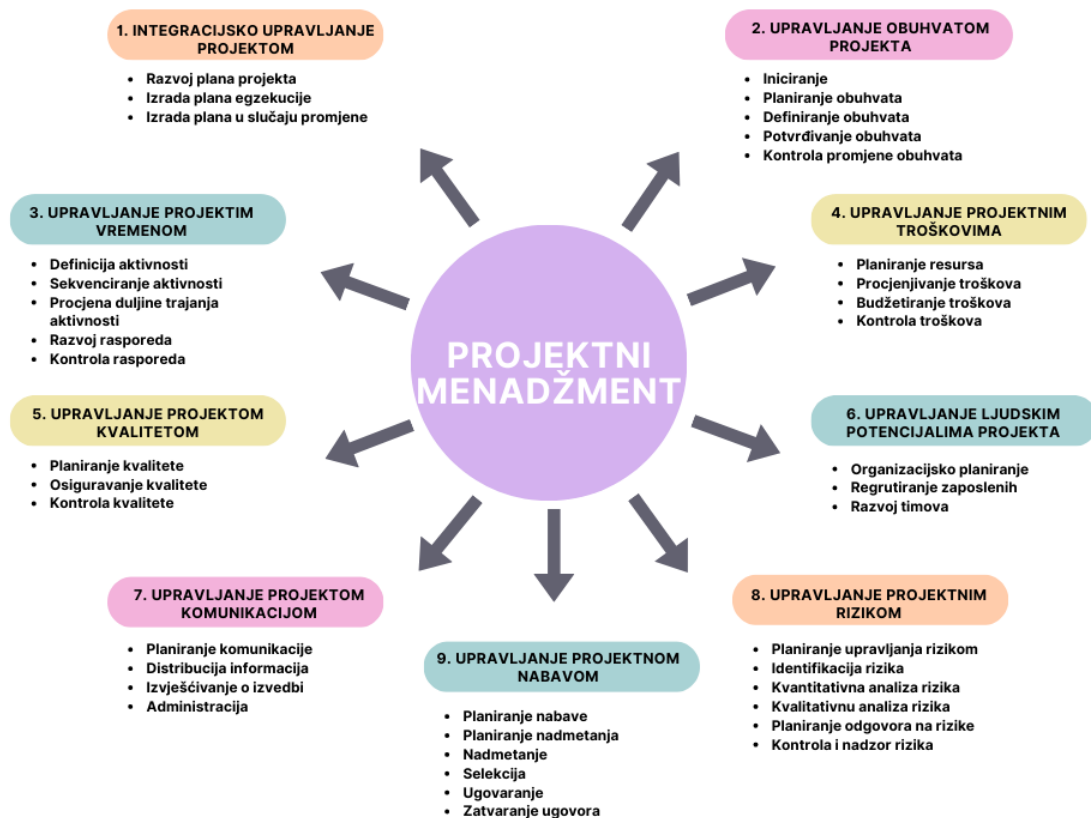 1. INTEGRACIJSKO UPRAVLJANJE
PROJEKTOM
• Razvoj plana projekta
• Izrada plana egzekucije
• Izrada plana u slučaju promjene
2. UPRAVLJANJE OBUHVATOM
PROJEKTA
• Iniciranje
• Planiranje obuhvata
• Definiranje obuhvata
• Potvrđivanje obuhvata
• Kontrola promjene obuhvata
3. UPRAVLJANJE PROJEKTIM
VREMENOM
• Definicija aktivnosti
• Sekvenciranje aktivnosti
• Procjena duljine trajanja
aktivnosti
• Razvoj rasporeda
• Kontrola rasporeda
4. UPRAVLJANJE PROJEKTNIM
TROŠKOVIMA
• Planiranje resursa
• Procjenjivanje troškova
• Budžetiranje troškova
• Kontrola troškova
PROJEKTNI
MENADŽMENT
5. UPRAVLJANJE PROJEKTOM
KVALITETOM
• Planiranje kvalitete
• Osiguravanje kvalitete
• Kontrola kvalitete
6. UPRAVLJANJE LJUDSKIM
POTENCIJALIMA PROJEKTA
• Organizacijsko planiranje
• Regrutiranje zaposlenih
• Razvoj timova
7. UPRAVLJANJE PROJEKTOM
KOMUNIKACIJOM
• Planiranje komunikacije
• Distribucija informacija
• Izvješćivanje o izvedbi
• Administracija
8. UPRAVLJANJE PROJEKTNIM
RIZIKOM
• Planiranje upravljanja rizikom
• Identifikacija rizika
• Kvantitativna analiza rizika
• Kvalitativnu analiza rizika
• Planiranje odgovora na rizike
• Kontrola i nadzor rizika
9. UPRAVLJANJE PROJEKTNOM
NABAVOM
• Planiranje nabave
• Planiranje nadmetanja
• Nadmetanje
• Selekcija
• Ugovaranje
• Zatvaranje ugovora